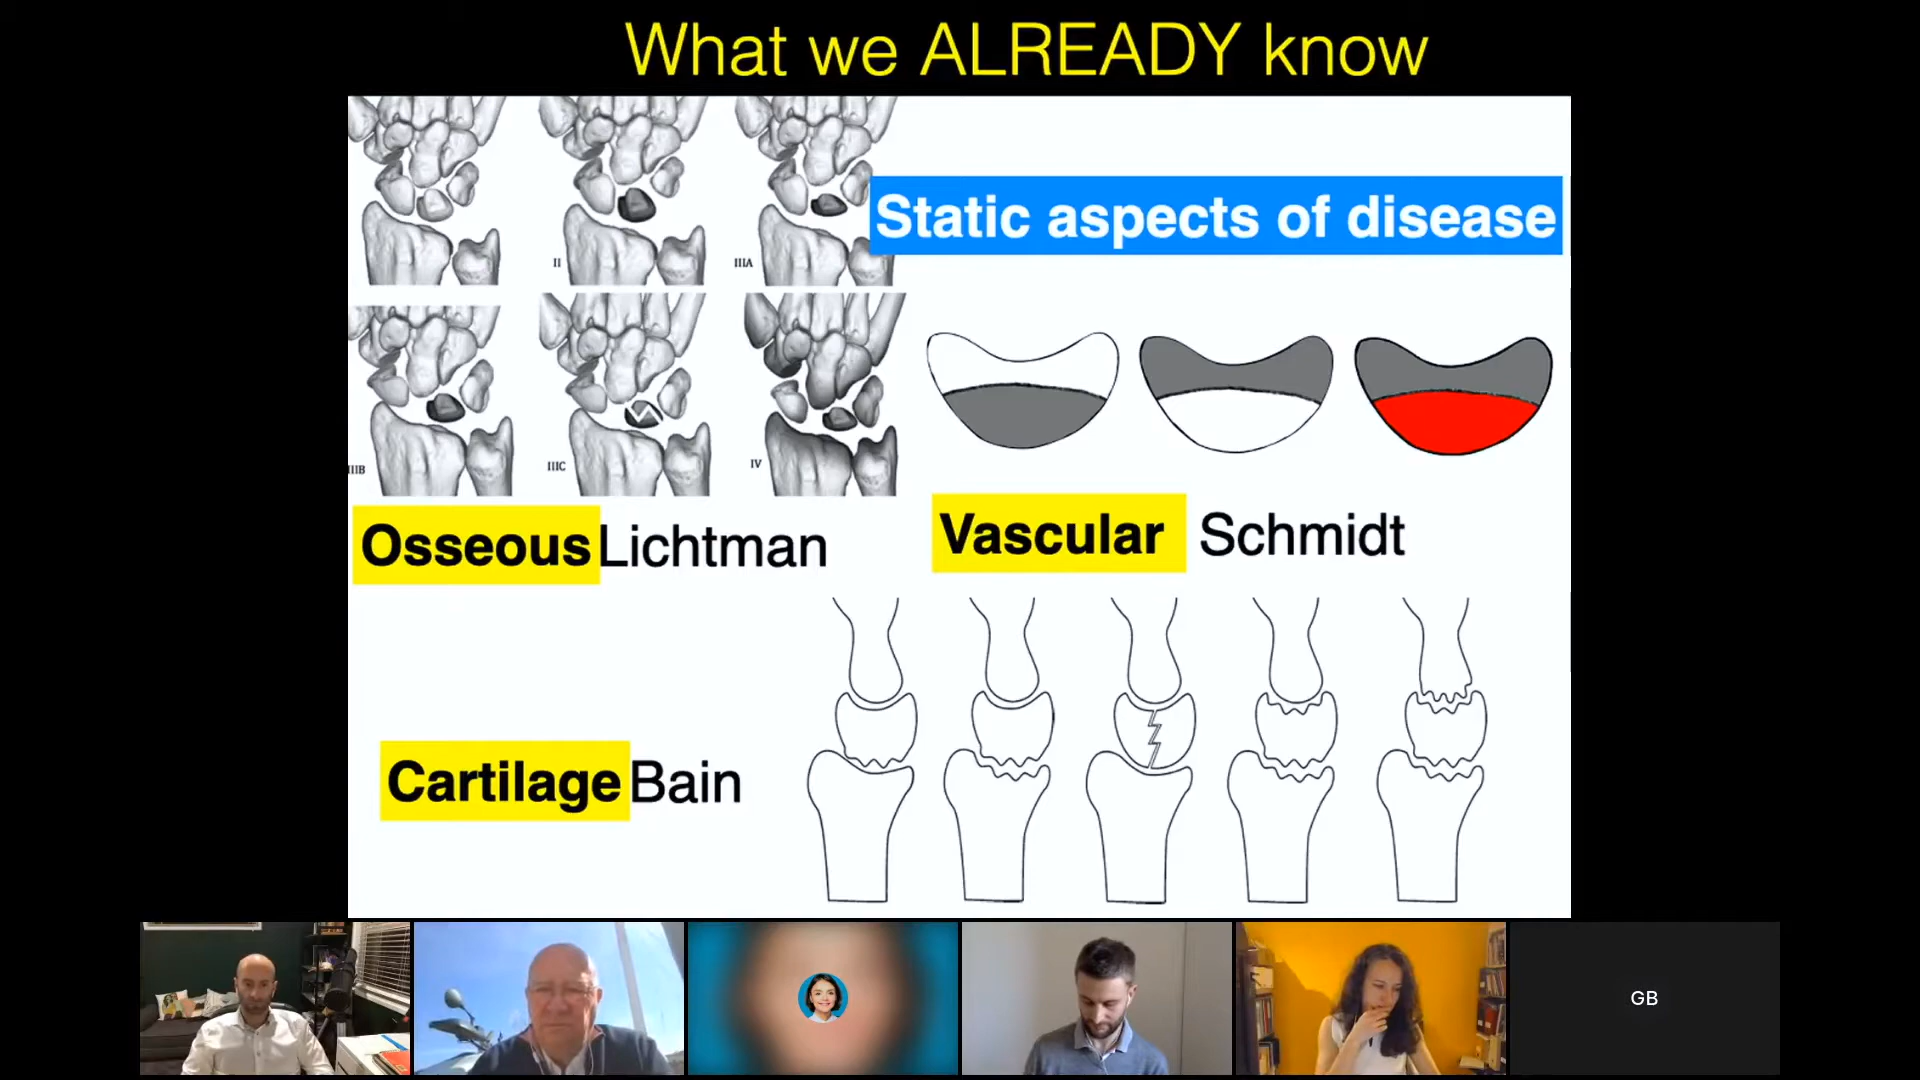 What we ALREADY know
Static aspects of disease
II
IIIA
IIIB
IIIC
IV
Osseous Lichtman
Vascular Schmidt
Cartilage Bain
GB